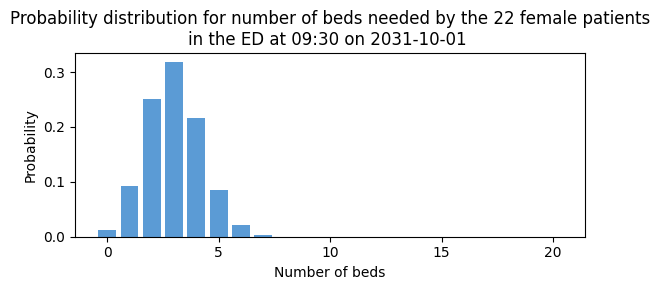 Probability distribution for number of beds needed by the 22 female patients
in the ED at 09:30 on 2031-10-01
Probability
0.3
0.2
0.1
0.0
0
5
10
15
20
Number of beds